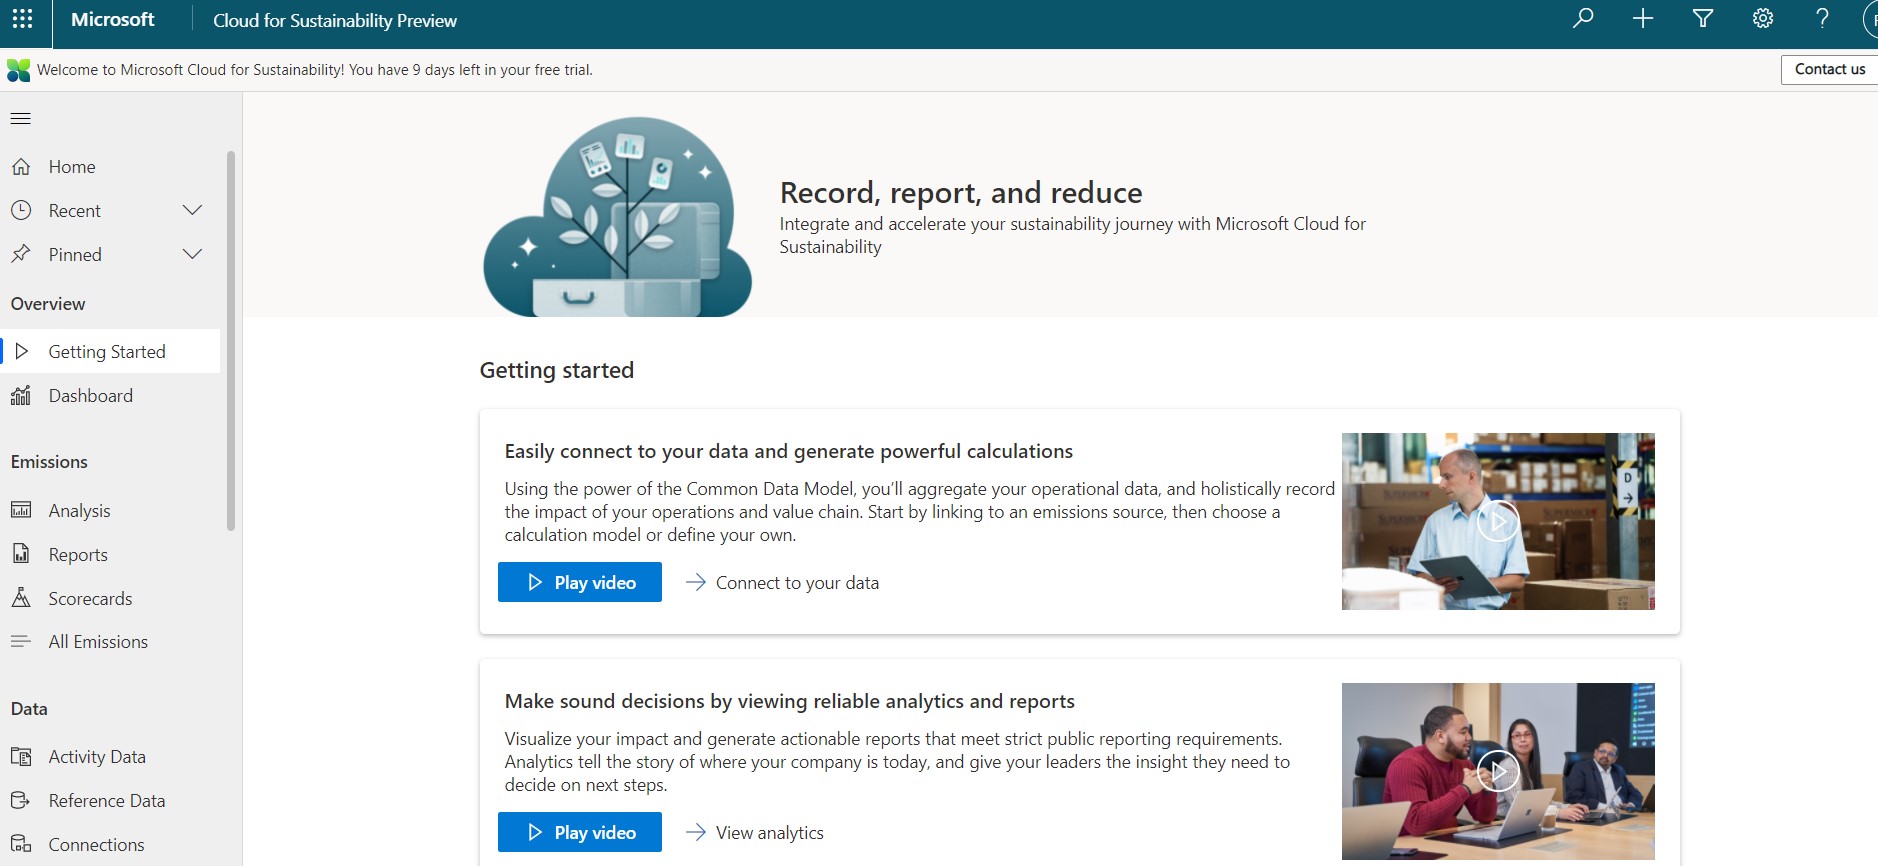 Microsoft
Cloud for Sustainability Preview
Welcome to Microsoft Cloud for Sustainability! You have 9 days left in your free trial.
Contact us
Home
Recent
Pinned
Overview
Getting Started
Dashboard
Emissions
Analysis
Reports
Scorecards
All Emissions
Data
Activity Data
Reference Data
Connections
Record, report, and reduce
Integrate and accelerate your sustainability journey with Microsoft Cloud for
Sustainability
Getting started
Easily connect to your data and generate powerful calculations
Using the power of the Common Data Model, you’ll aggregate your operational data, and holistically record
the impact of your operations and value chain. Start by linking to an emissions source, then choose a
calculation model or define your own.
Play video
Connect to your data
D
Make sound decisions by viewing reliable analytics and reports
Visualize your impact and generate actionable reports that meet strict public reporting requirements.
Analytics tell the story of where your company is today, and give your leaders the insight they need to
decide on next steps.
Play video
View analytics